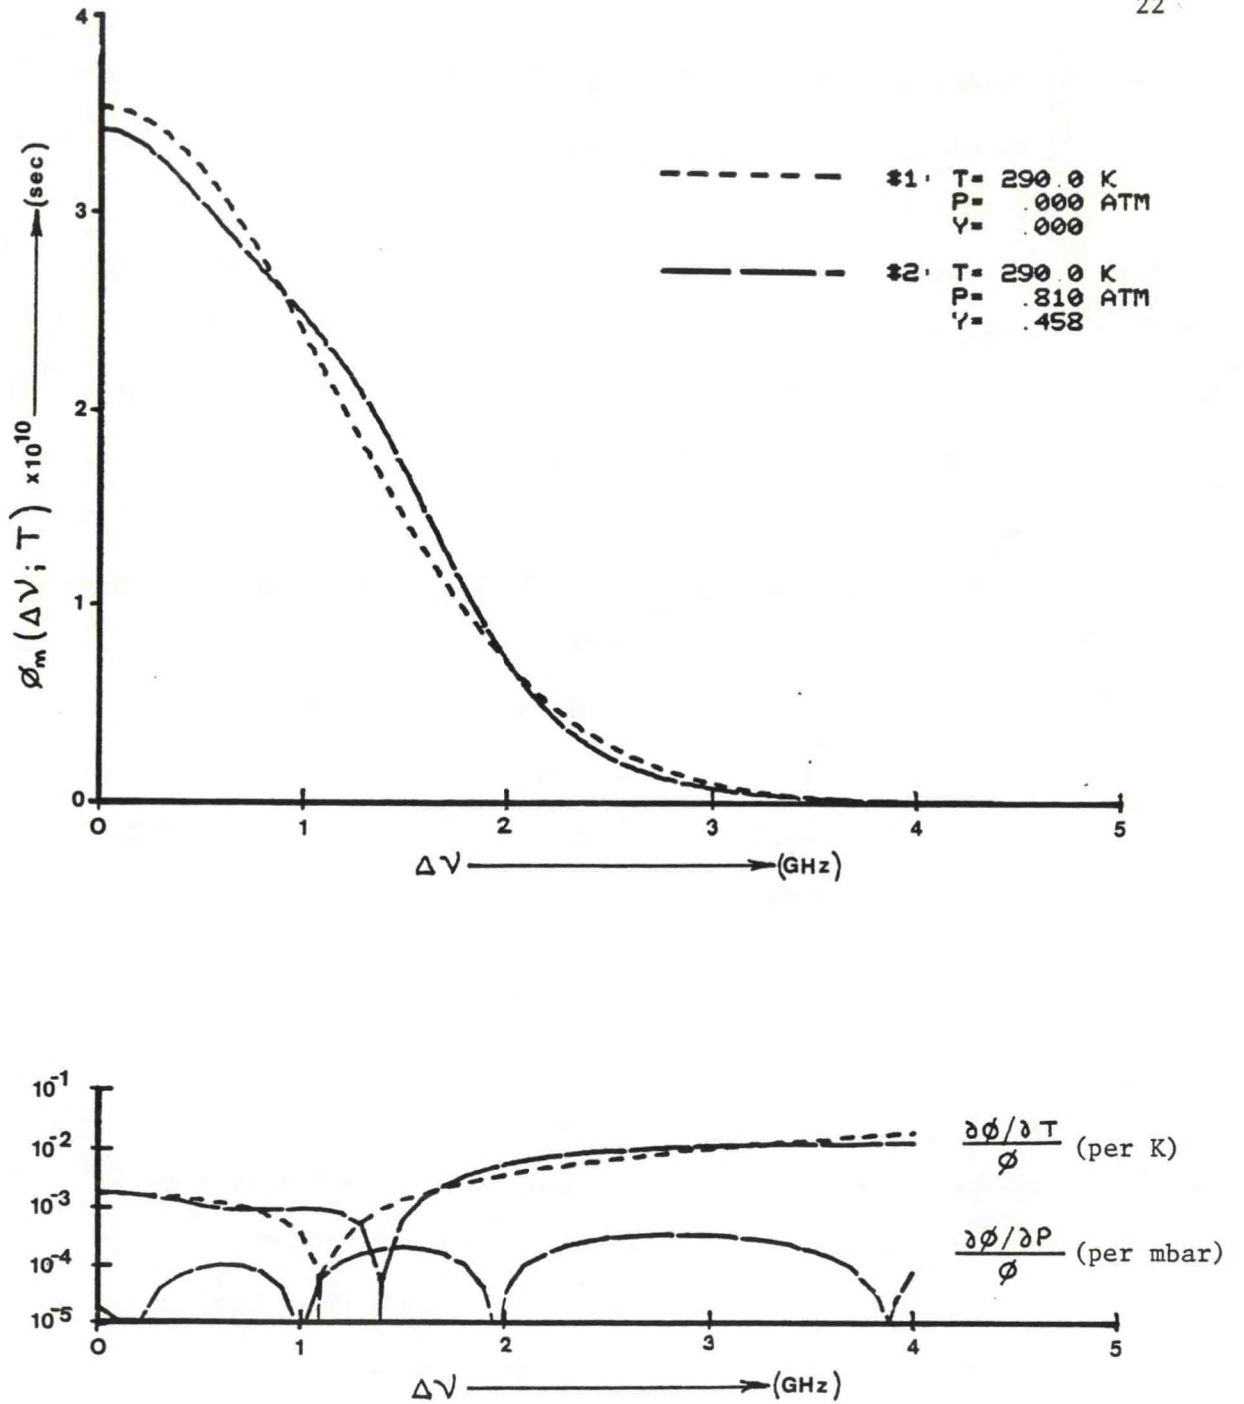 22
4
3
2
1
0
øₘ(Δν; T) x10¹⁰ (sec)
#1: T= 290.0 K
P= .000 ATM
Y= .000
#2: T= 290.0 K
P= .810 ATM
Y= .458
0 1 2 3 4 5
Δν (GHz)
10⁻¹
10⁻²
10⁻³
10⁻⁴
10⁻⁵
∂ø/∂T
ø
(per K)
∂ø/∂P
ø
(per mbar)
0 1 2 3 4 5
Δν (GHz)